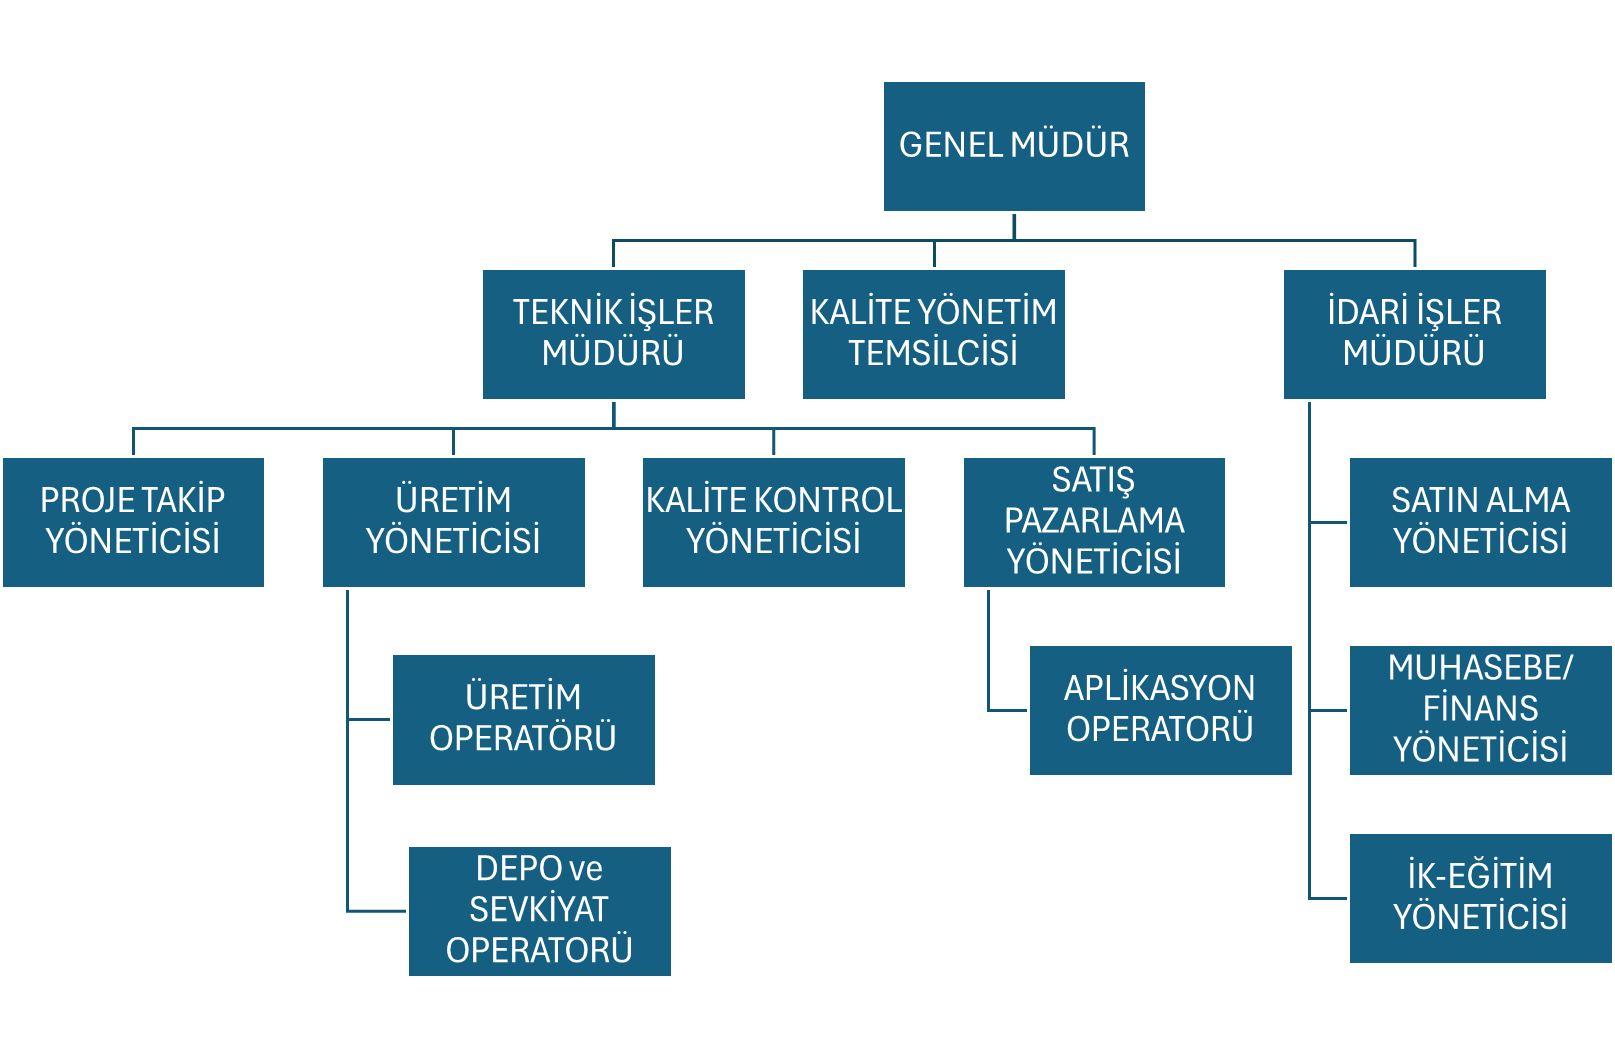 GENEL MÜDÜR
TEKNİK İŞLER
MÜDÜRÜ
KALİTE YÖNETİM
TEMSİLCİSİ
İDARİ İŞLER
MÜDÜRÜ
PROJE TAKİP
YÖNETİCİSİ
ÜRETİM
YÖNETİCİSİ
KALİTE KONTROL
YÖNETİCİSİ
SATIŞ
PAZARLAMA
YÖNETİCİSİ
SATIN ALMA
YÖNETİCİSİ
ÜRETİM
OPERATÖRÜ
APLİKASYON
OPERATORÜ
MUHASEBE/
FİNANS
YÖNETİCİSİ
DEPO ve
SEVKİYAT
OPERATORÜ
İK-EĞİTİM
YÖNETİCİSİ